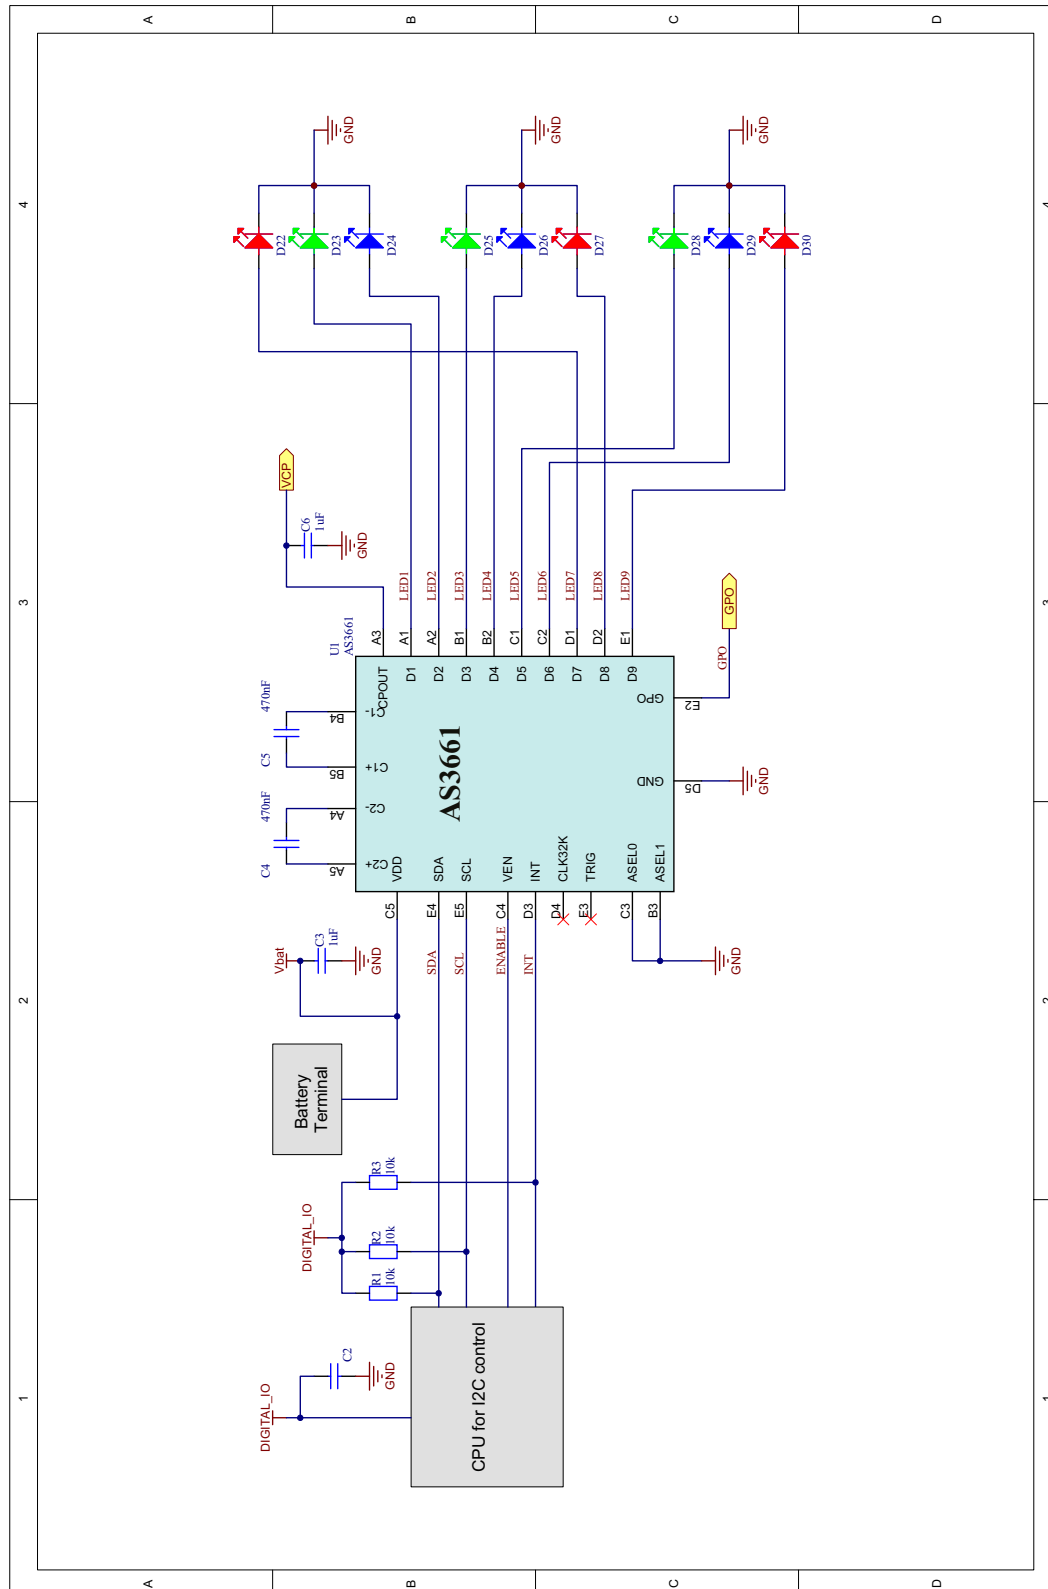 A
B
C
D
4
4
GND
GND
GND
D22
D23
D24
D25
D26
D27
D28
D29
D30
VCP
C6
1uF
GND
3
3
LED1
LED2
LED3
LED4
LED5
LED6
LED7
LED8
LED9
GPO
GPO
U1
AS3661
A3
A1
A2
B1
B2
C1
C2
D1
D2
E1
E2
CPOUT
D1
D2
D3
D4
D5
D6
D7
D8
D9
GPO
470nF
C5
B4
C1-
B5
C1+
470nF
C4
A4
C2-
A5
C2+
AS3661
GND
D5
GND
VDD
SDA
SCL
VEN
INT
CLK32K
TRIG
ASEL0
ASEL1
C5
E4
E5
C4
D3
D4
E3
C3
B3
GND
Vbat
C3
1uF
GND
SDA
SCL
ENABLE
INT
2
2
Battery
Terminal
DIGITAL_IO
R3
10k
R2
10k
R1
10k
CPU for I2C control
DIGITAL_IO
C2
GND
1
1
A
B
C
D